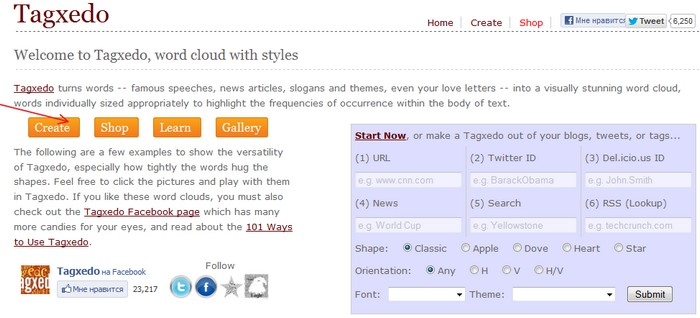 Tagxedo
Home Create Shop Мне нравится Tweet 6,250
Welcome to Tagxedo, word cloud with styles
Tagxedo turns words -- famous speeches, news articles, slogans and themes, even your love letters -- into a visually stunning word cloud,
words individually sized appropriately to highlight the frequencies of occurrence within the body of text.
Create Shop Learn Gallery
The following are a few examples to show the versatility
of Tagxedo, especially how tightly the words hug the
shapes. Feel free to click the pictures and play with them
in Tagxedo. If you like these word clouds, you must also
check out the Tagxedo Facebook page which has many
more candies for your eyes, and read about the 101 Ways
to Use Tagxedo.
Tagxedo на Facebook
Мне нравится 23,217
Follow
Start Now, or make a Tagxedo out of your blogs, tweets, or tags...
(1) URL (2) Twitter ID (3) Del.icio.us ID
e.g. www.cnn.com e.g. BarackObama e.g. John.Smith
(4) News (5) Search (6) RSS (Lookup)
e.g. World Cup e.g. Yellowstone e.g. techcrunch.com
Shape: Classic Apple Dove Heart Star
Orientation: Any H V H/V
Font: Theme: Submit